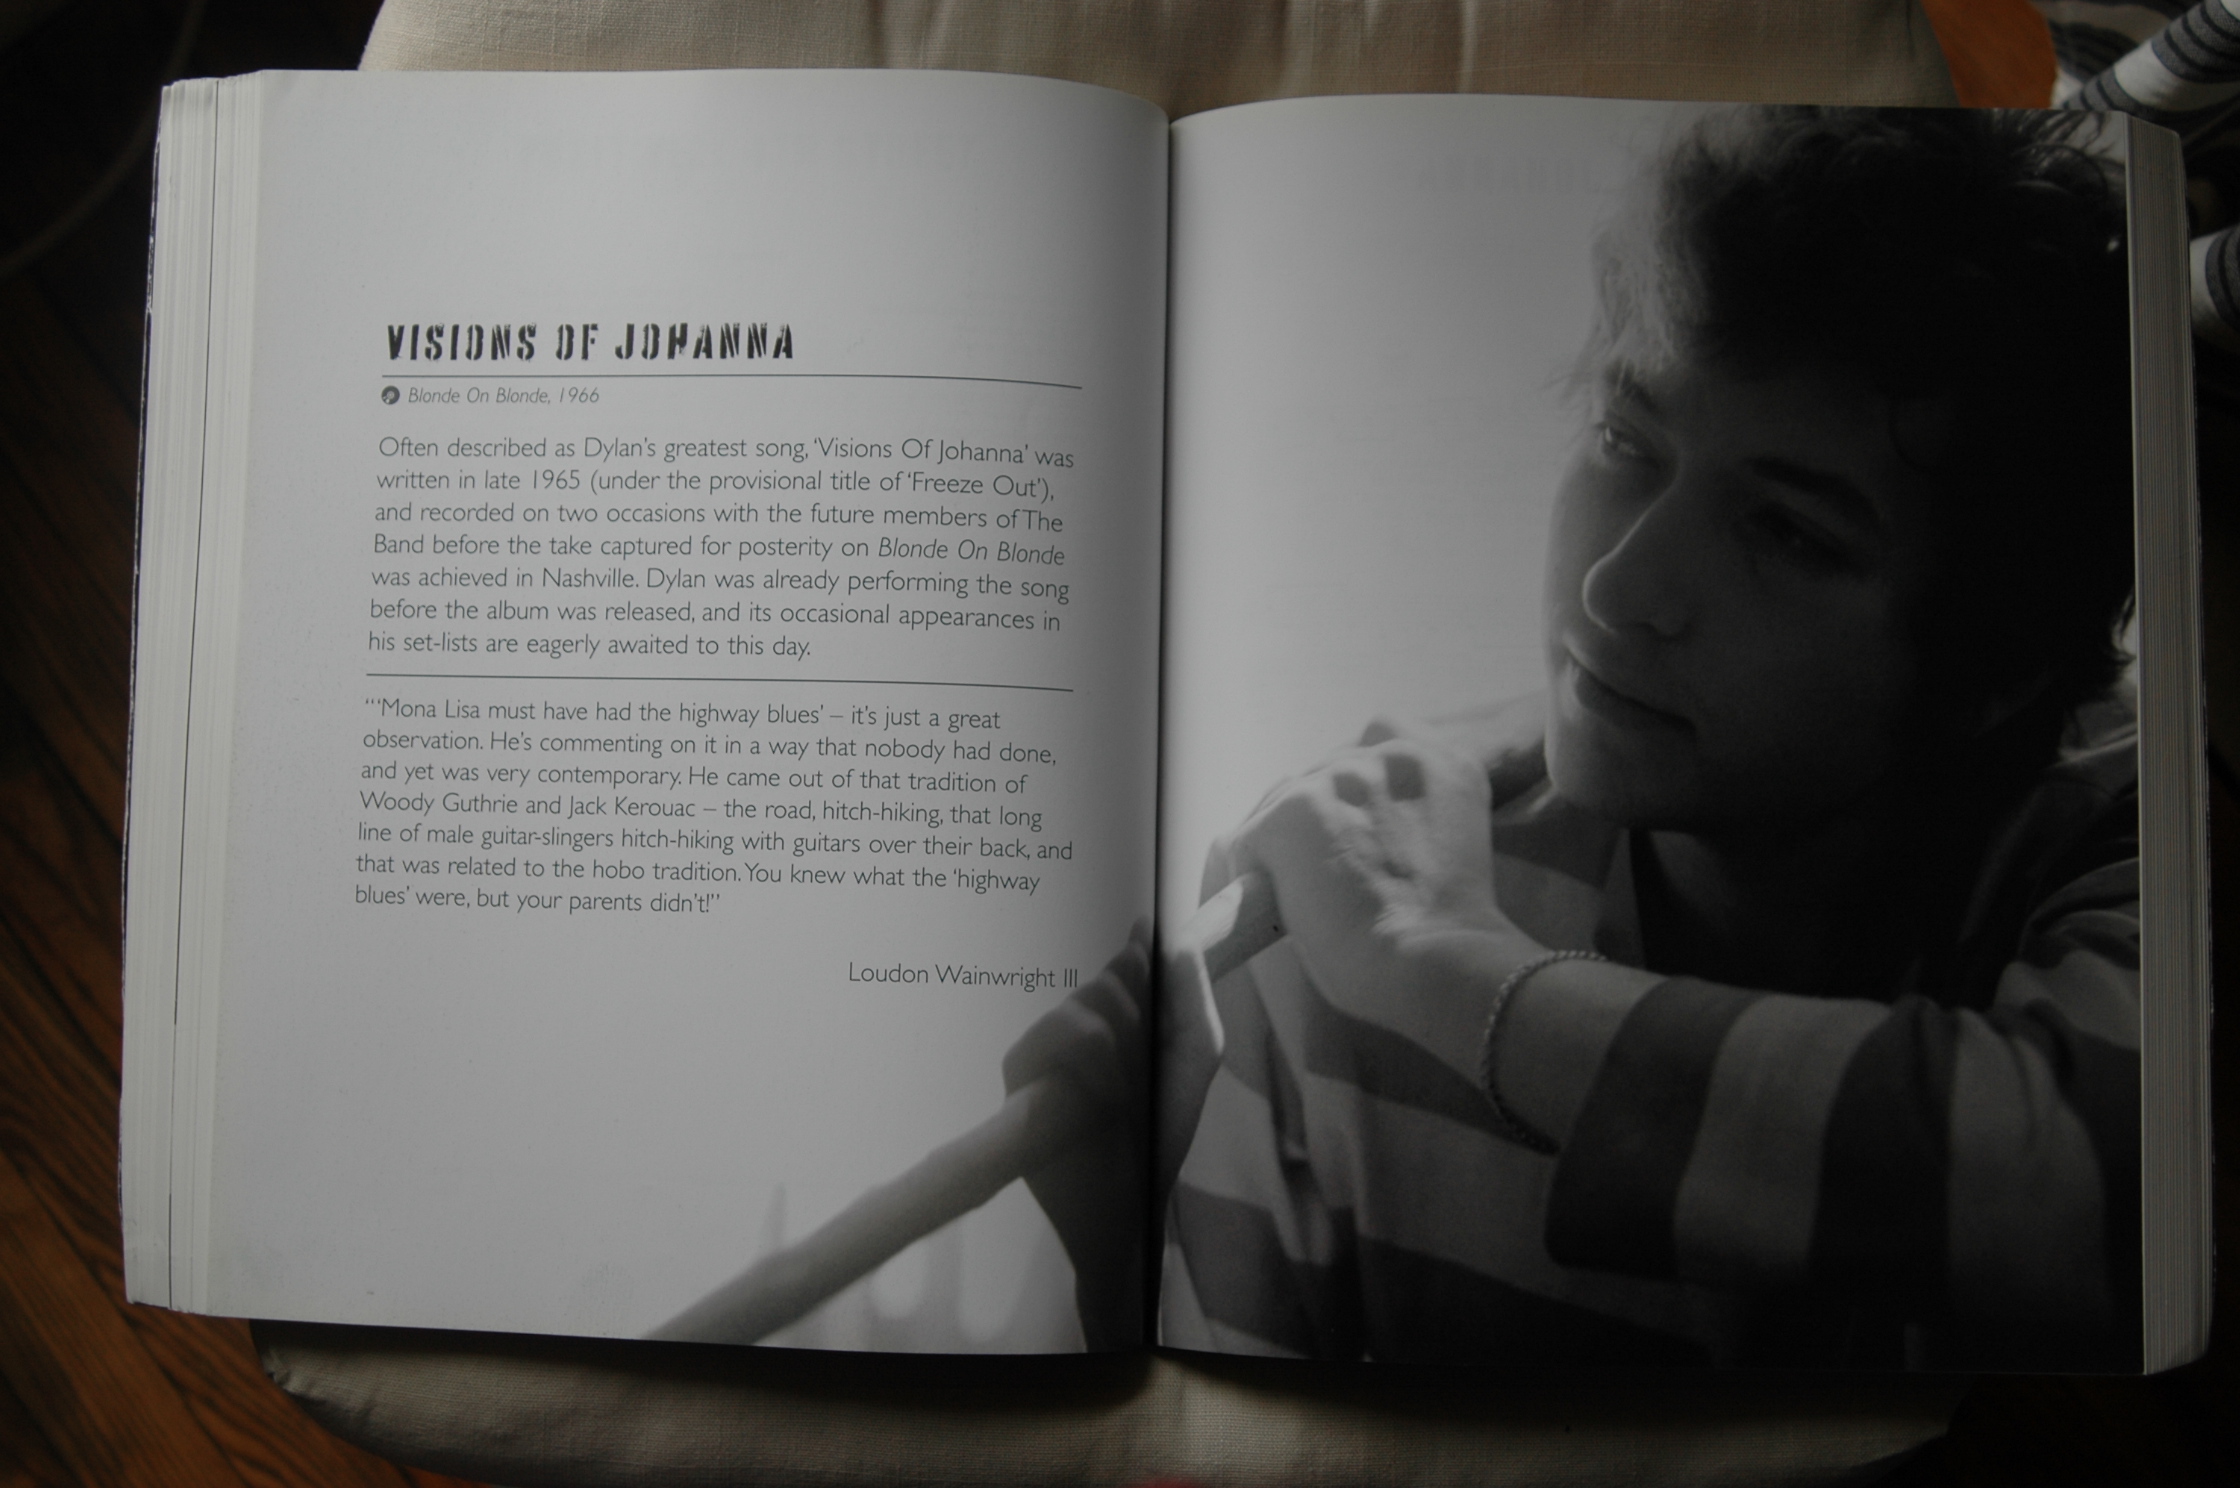 VISIONS OF JOHANNA
Blonde On Blonde, 1966
Often described as Dylan's greatest song, 'Visions Of Johanna' was
written in late 1965 (under the provisional title of 'Freeze Out'),
and recorded on two occasions with the future members of The
Band before the take captured for posterity on Blonde On Blonde
was achieved in Nashville. Dylan was already performing the song
before the album was released, and its occasional appearances in
his set-lists are eagerly awaited to this day.
“‘Mona Lisa must have had the highway blues’ – it's just a great
observation. He's commenting on it in a way that nobody had done,
and yet was very contemporary. He came out of that tradition of
Woody Guthrie and Jack Kerouac – the road, hitch-hiking, that long
line of male guitar-slingers hitch-hiking with guitars over their back, and
that was related to the hobo tradition. You knew what the ‘highway
blues’ were, but your parents didn't!”
Loudon Wainwright III